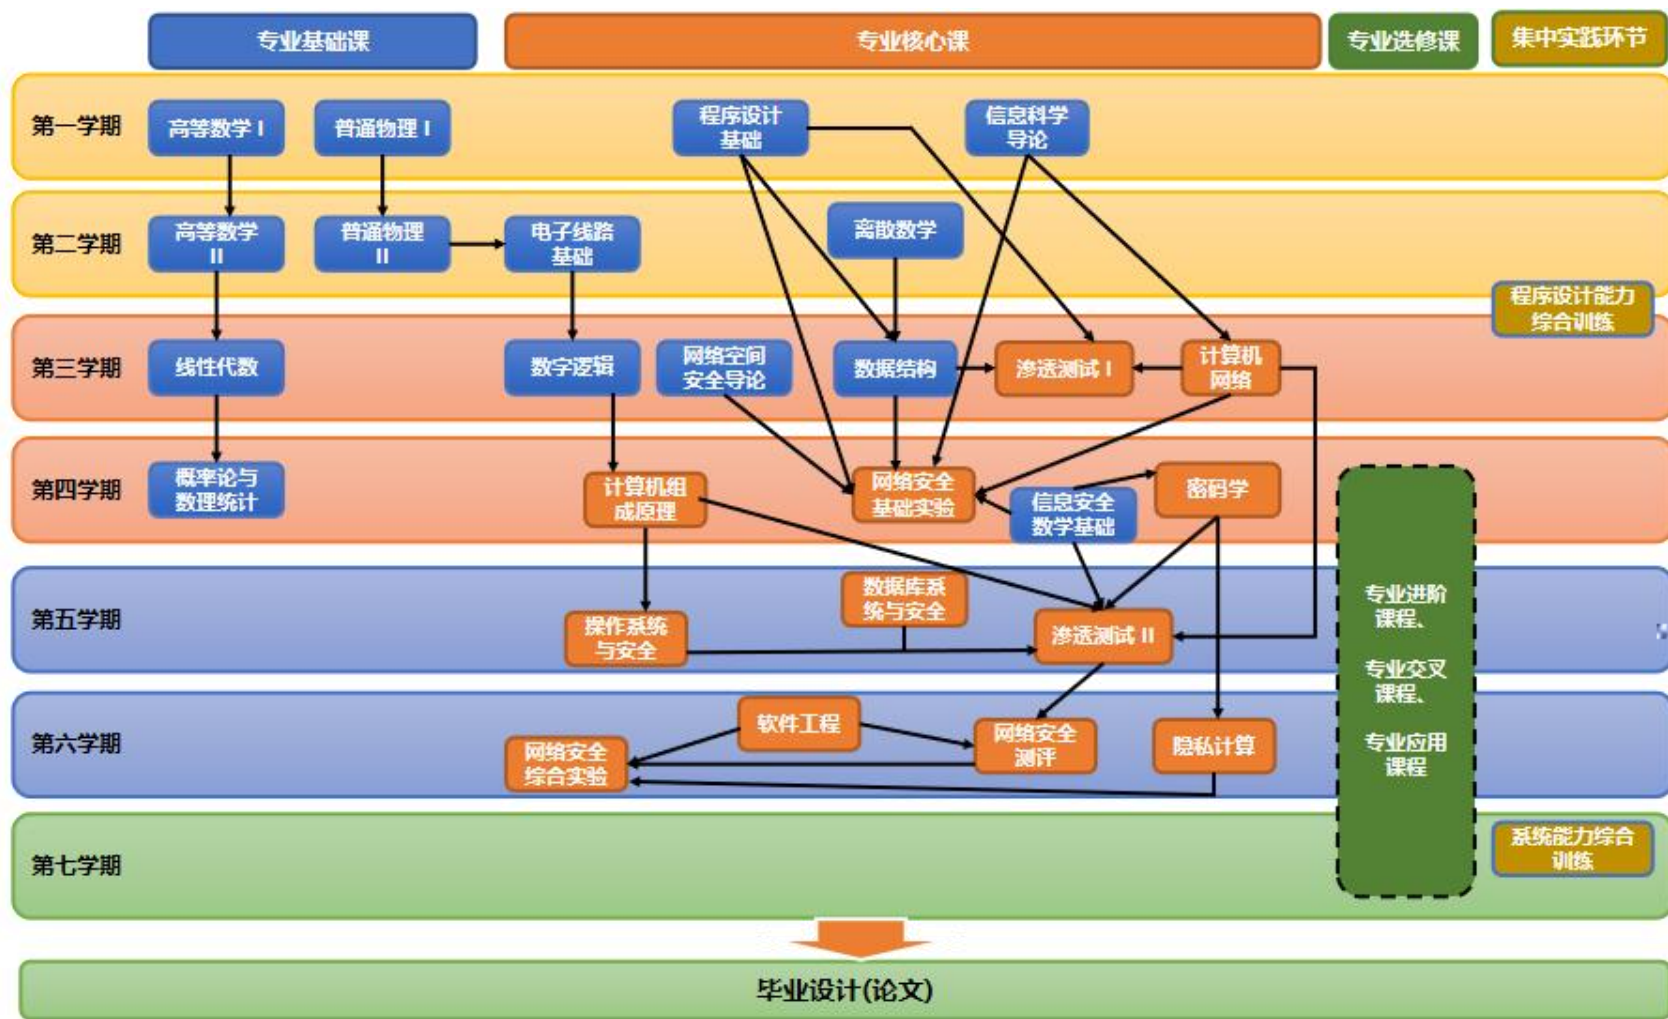 专业基础课
专业核心课
专业选修课
集中实践环节
第一学期
高等数学 I
普通物理 I
程序设计
基础
信息科学
导论
第二学期
高等数学
II
普通物理
II
电子线路
基础
离散数学
程序设计能力
综合训练
第三学期
线性代数
数字逻辑
网络空间
安全导论
数据结构
渗透测试 I
计算机
网络
第四学期
概率论与
数理统计
计算机组
成原理
网络安全
基础实验
信息安全
数学基础
密码学
第五学期
操作系统
与安全
数据库系
统与安全
渗透测试 II
专业进阶
课程、
专业交叉
课程、
专业应用
课程
第六学期
网络安全
综合实验
软件工程
网络安全
测评
隐私计算
第七学期
系统能力综合
训练
毕业设计(论文)